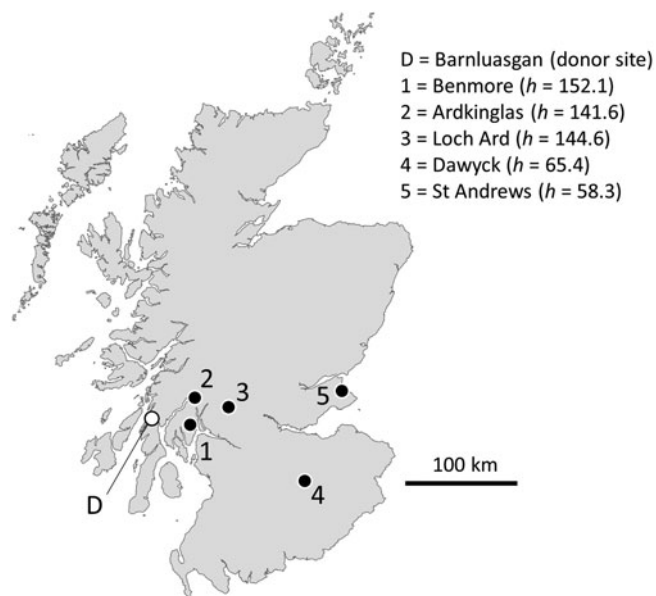 D = Barnluasgan (donor site)
1 = Benmore (h = 152.1)
2 = Ardkinglas (h = 141.6)
3 = Loch Ard (h = 144.6)
4 = Dawyck (h = 65.4)
5 = St Andrews (h = 58.3)
2
3
5
1
100 km
4
D